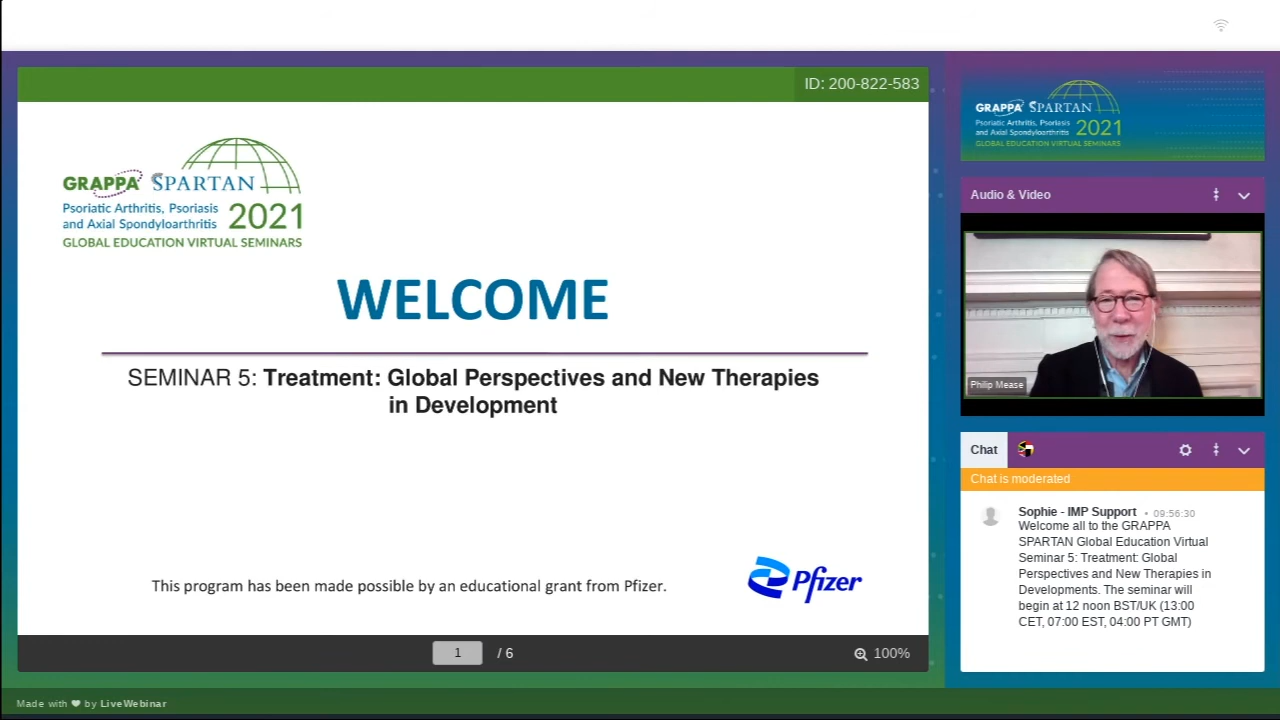 ID: 200-822-583
GRAPPA SPARTAN
Psoriatic Arthritis, Psoriasis
and Axial Spondyloarthritis 2021
GLOBAL EDUCATION VIRTUAL SEMINARS
WELCOME
SEMINAR 5: Treatment: Global Perspectives and New Therapies
in Development
This program has been made possible by an educational grant from Pfizer.
Pfizer
1 / 6
100%
Made with by LiveWebinar
GRAPPA SPARTAN
Psoriatic Arthritis, Psoriasis
and Axial Spondyloarthritis 2021
GLOBAL EDUCATION VIRTUAL SEMINARS
Audio & Video
Philip Mease
Chat
Chat is moderated
Sophie - IMP Support • 09:56:30
Welcome all to the GRAPPA
SPARTAN Global Education Virtual
Seminar 5: Treatment: Global
Perspectives and New Therapies in
Developments. The seminar will
begin at 12 noon BST/UK (13:00
CET, 07:00 EST, 04:00 PT GMT)